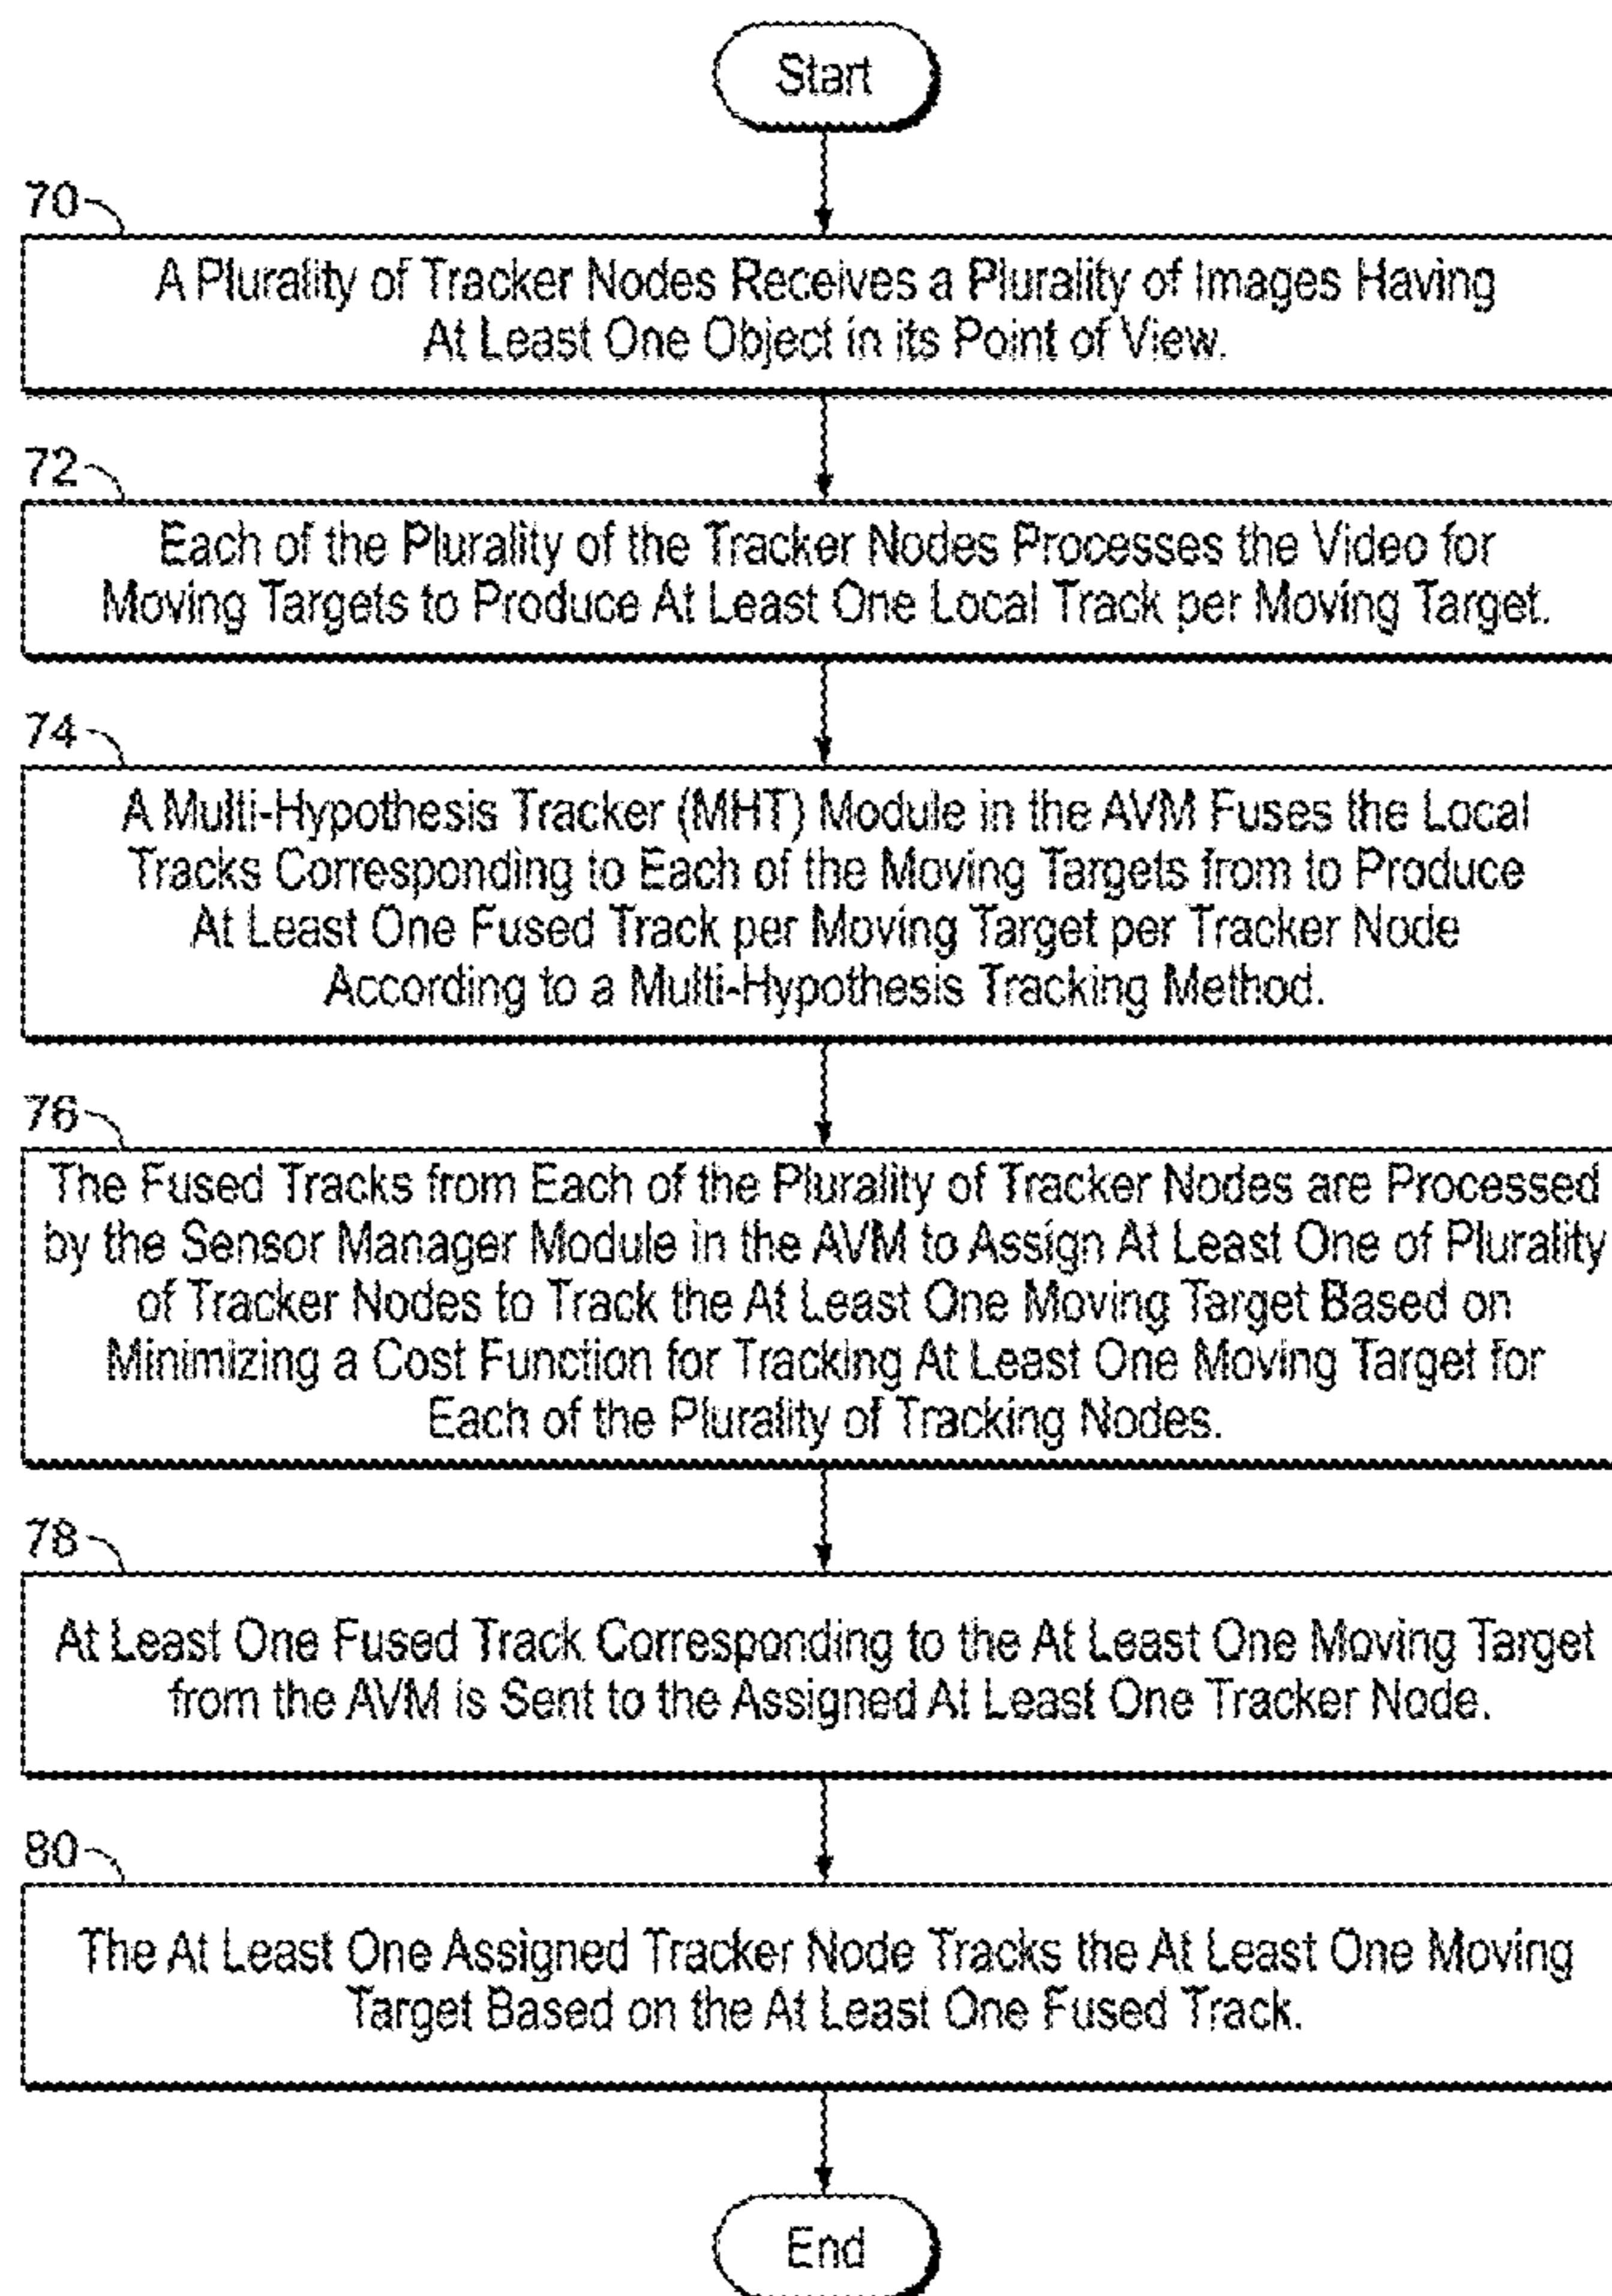 Start
70
A Plurality of Tracker Nodes Receives a Plurality of Images Having
At Least One Object in its Point of View.
72
Each of the Plurality of the Tracker Nodes Processes the Video for
Moving Targets to Produce At Least One Local Track per Moving Target.
74
A Multi-Hypothesis Tracker (MHT) Module in the AVM Fuses the Local
Tracks Corresponding to Each of the Moving Targets from to Produce
At Least One Fused Track per Moving Target per Tracker Node
According to a Multi-Hypothesis Tracking Method.
76
The Fused Tracks from Each of the Plurality of Tracker Nodes are Processed
by the Sensor Manager Module in the AVM to Assign At Least One of Plurality
of Tracker Nodes to Track the At Least One Moving Target Based on
Minimizing a Cost Function for Tracking At Least One Moving Target for
Each of the Plurality of Tracking Nodes.
78
At Least One Fused Track Corresponding to the At Least One Moving Target
from the AVM is Sent to the Assigned At Least One Tracker Node.
80
The At Least One Assigned Tracker Node Tracks the At Least One Moving
Target Based on the At Least One Fused Track.
End